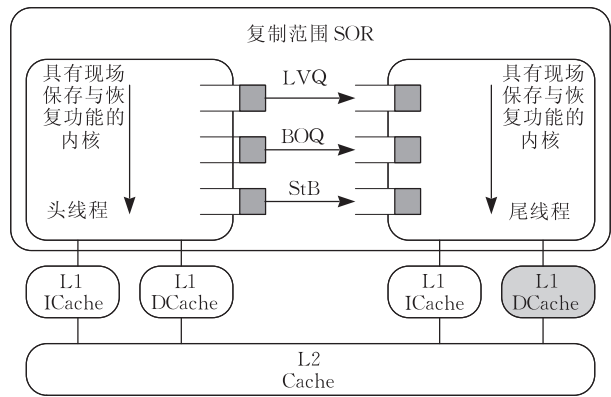 复制范围 SOR
具有现场
保存与恢
复功能的
内核
头线程
LVQ
BOQ
StB
具有现场
保存与恢
复功能的
内核
尾线程
L1
ICache
L1
DCache
L1
ICache
L1
DCache
L2
Cache